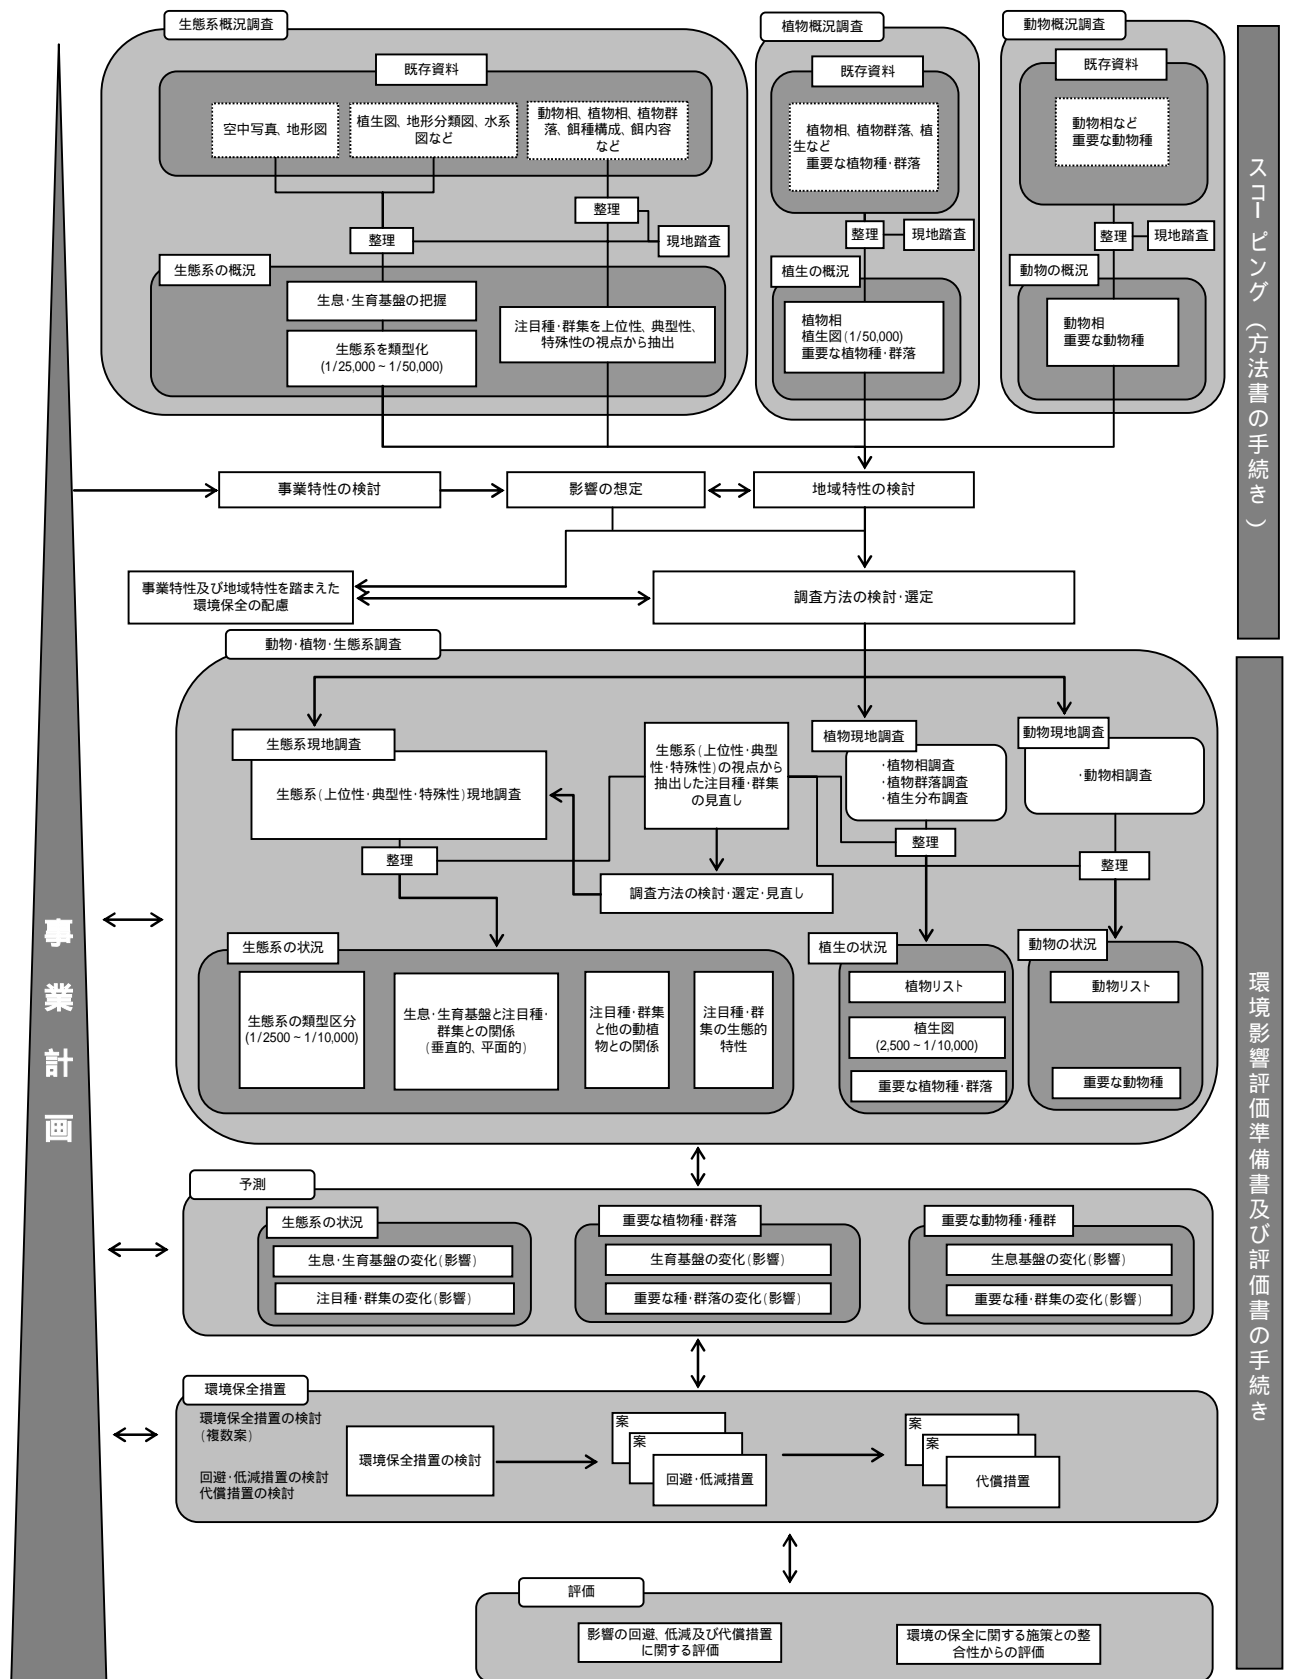 生態系概況調査
既存資料
空中写真、地形図
植生図、地形分類図、水系
図など
動物相、植物相、植物群
落、餌種構成、餌内容
など
整理
整理
現地踏査
生態系の概況
生息・生育基盤の把握
生態系を類型化
(1/25,000～1/50,000)
注目種・群集を上位性、典型性、
特殊性の視点から抽出
植物概況調査
既存資料
植物相、植物群落、植
生など
重要な植物種・群落
整理
現地踏査
植生の概況
植物相
植生図(1/50,000)
重要な植物種・群落
動物概況調査
既存資料
動物相など
重要な動物種
整理
現地踏査
動物の概況
動物相
重要な動物種
スコーピング（方法書の手続き）
事業特性の検討
影響の想定
地域特性の検討
事業特性及び地域特性を踏まえた
環境保全の配慮
調査方法の検討・選定
動物・植物・生態系調査
生態系現地調査
生態系(上位性・典型性・特殊性)現地調査
整理
生態系(上位性・典型
性・特殊性)の視点から
抽出した注目種・群集
の見直し
調査方法の検討・選定・見直し
植物現地調査
・植物相調査
・植物群落調査
・植生分布調査
整理
動物現地調査
・動物相調査
整理
生態系の状況
生態系の類型区分
(1/2500～1/10,000)
生息・生育基盤と注目種・
群集との関係
(垂直的、平面的)
注目種・群集
と他の動植
物との関係
注目種・群
集の生態的
特性
植生の状況
植物リスト
植生図
(2,500～1/10,000)
重要な植物種・群落
動物の状況
動物リスト
重要な動物種
事業計画
環境影響評価準備書及び評価書の手続き
予測
生態系の状況
生息・生育基盤の変化(影響)
注目種・群集の変化(影響)
重要な植物種・群落
生育基盤の変化(影響)
重要な種・群落の変化(影響)
重要な動物種・種群
生息基盤の変化(影響)
重要な種・群集の変化(影響)
環境保全措置
環境保全措置の検討
(複数案)
回避・低減措置の検討
代償措置の検討
環境保全措置の検討
案
案
回避・低減措置
案
案
代償措置
評価
影響の回避、低減及び代償措置
に関する評価
環境の保全に関する施策との整
合性からの評価